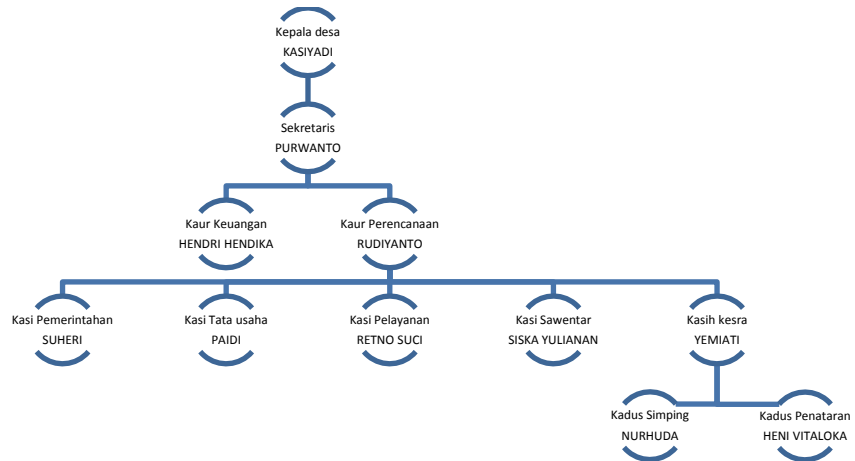 Kepala desa
KASIYADI
Sekretaris
PURWANTO
Kaur Keuangan
HENDRI HENDIKA
Kaur Perencanaan
RUDIYANTO
Kasi Pemerintahan
SUHERI
Kasi Tata usaha
PAIDI
Kasi Pelayanan
RETNO SUCI
Kasi Sawentar
SISKA YULIANAN
Kasih kesra
YEMIATI
Kadus Simping
NURHUDA
Kadus Penataran
HENI VITALOKA